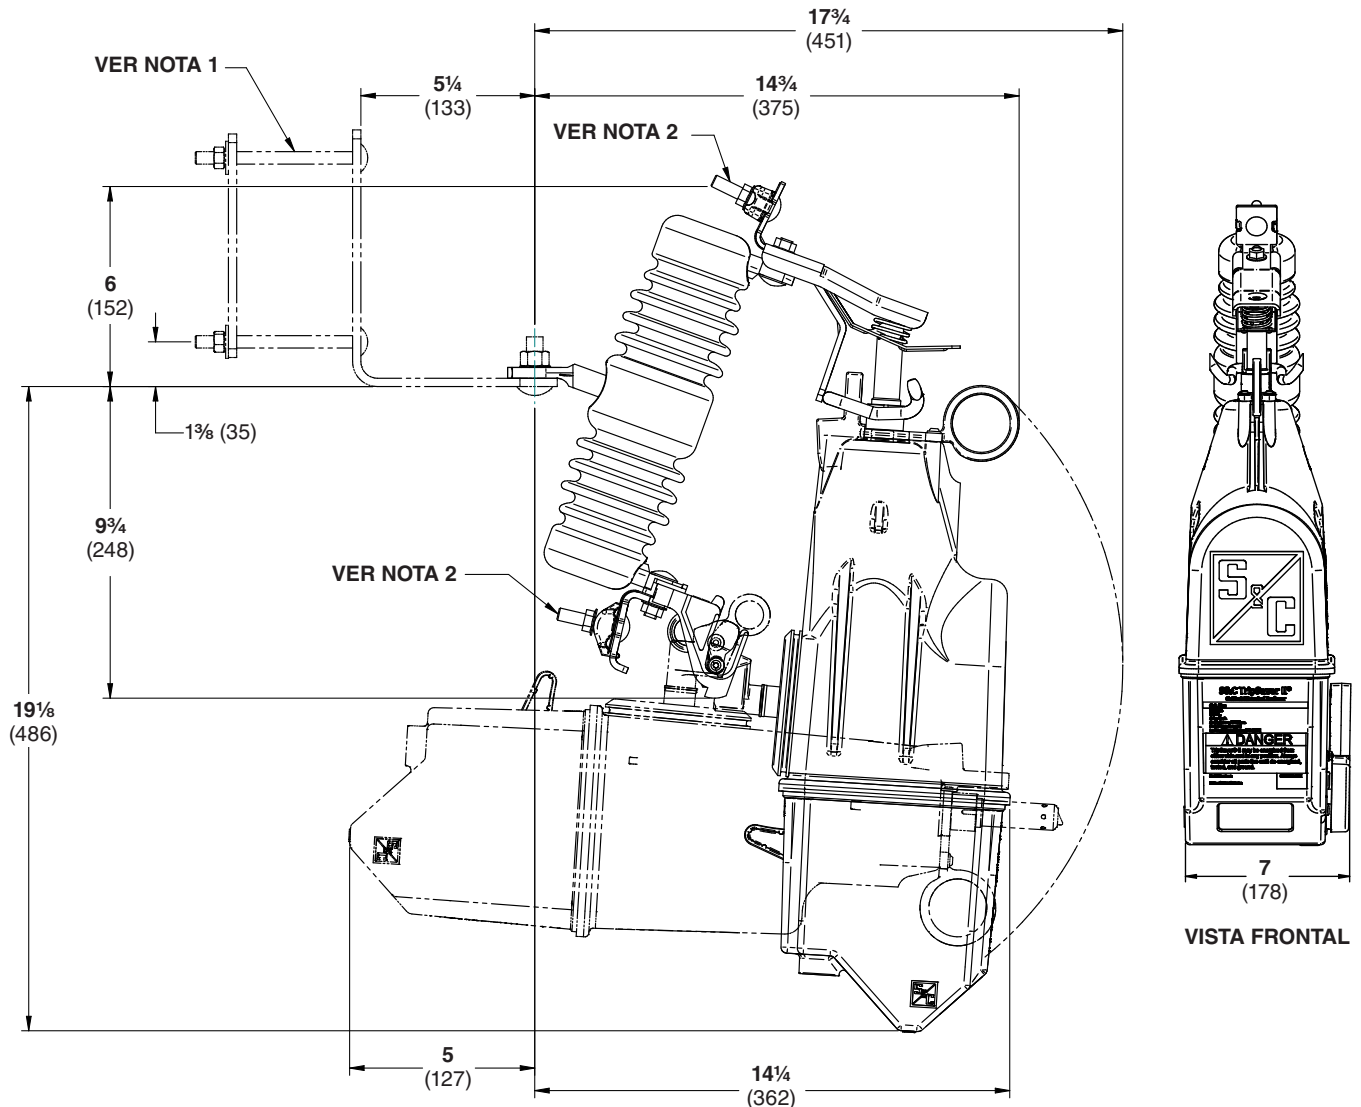 17¾
(451)
VER NOTA 1
5¼
(133)
14¾
(375)
VER NOTA 2
6
(152)
1⅜ (35)
9¾
(248)
VER NOTA 2
19⅛
(486)
S&C
S&C TripSaver II®
DANGER
7
(178)
VISTA FRONTAL
5
(127)
14¼
(362)